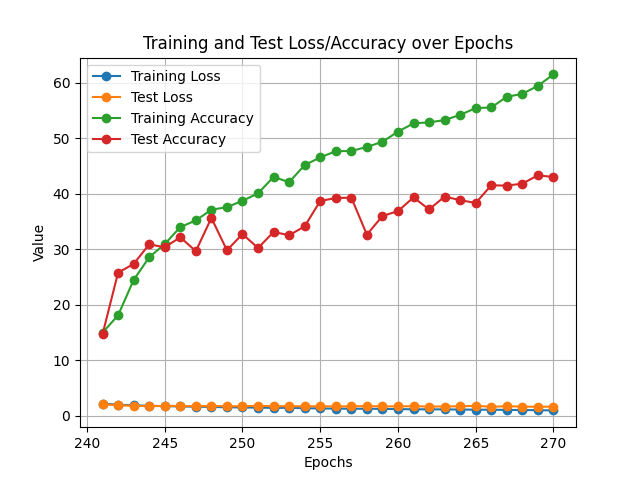 Training and Test Loss/Accuracy over Epochs
Training Loss
Test Loss
Training Accuracy
Test Accuracy
Value
60
50
40
30
20
10
0
240 245 250 255 260 265 270
Epochs